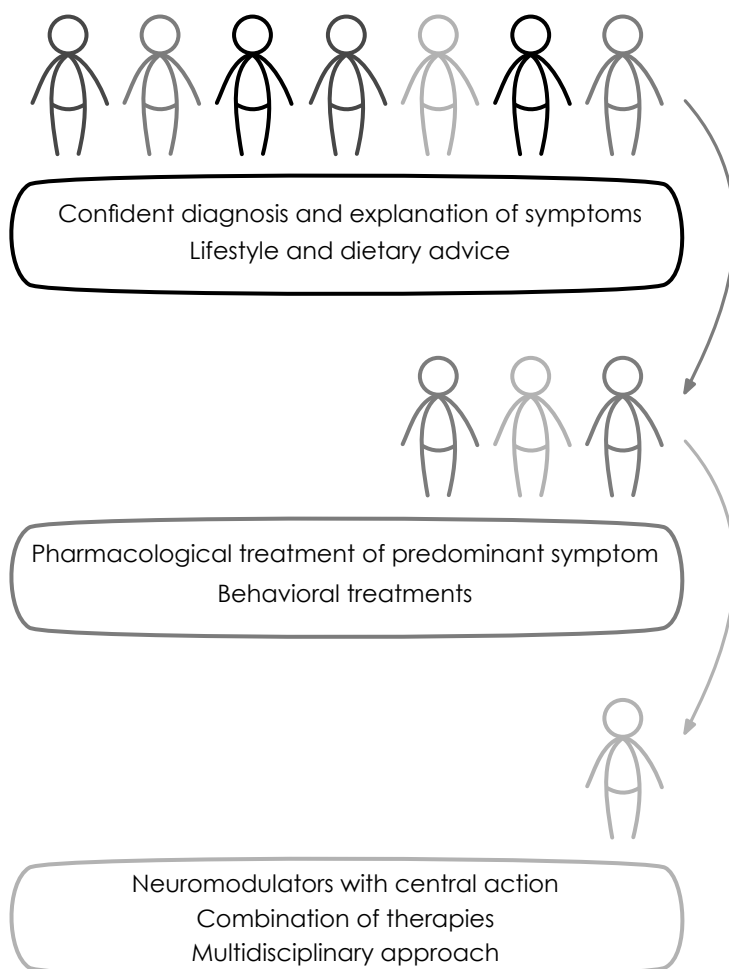 Confident diagnosis and explanation of symptoms
Lifestyle and dietary advice
Pharmacological treatment of predominant symptom
Behavioral treatments
Neuromodulators with central action
Combination of therapies
Multidisciplinary approach